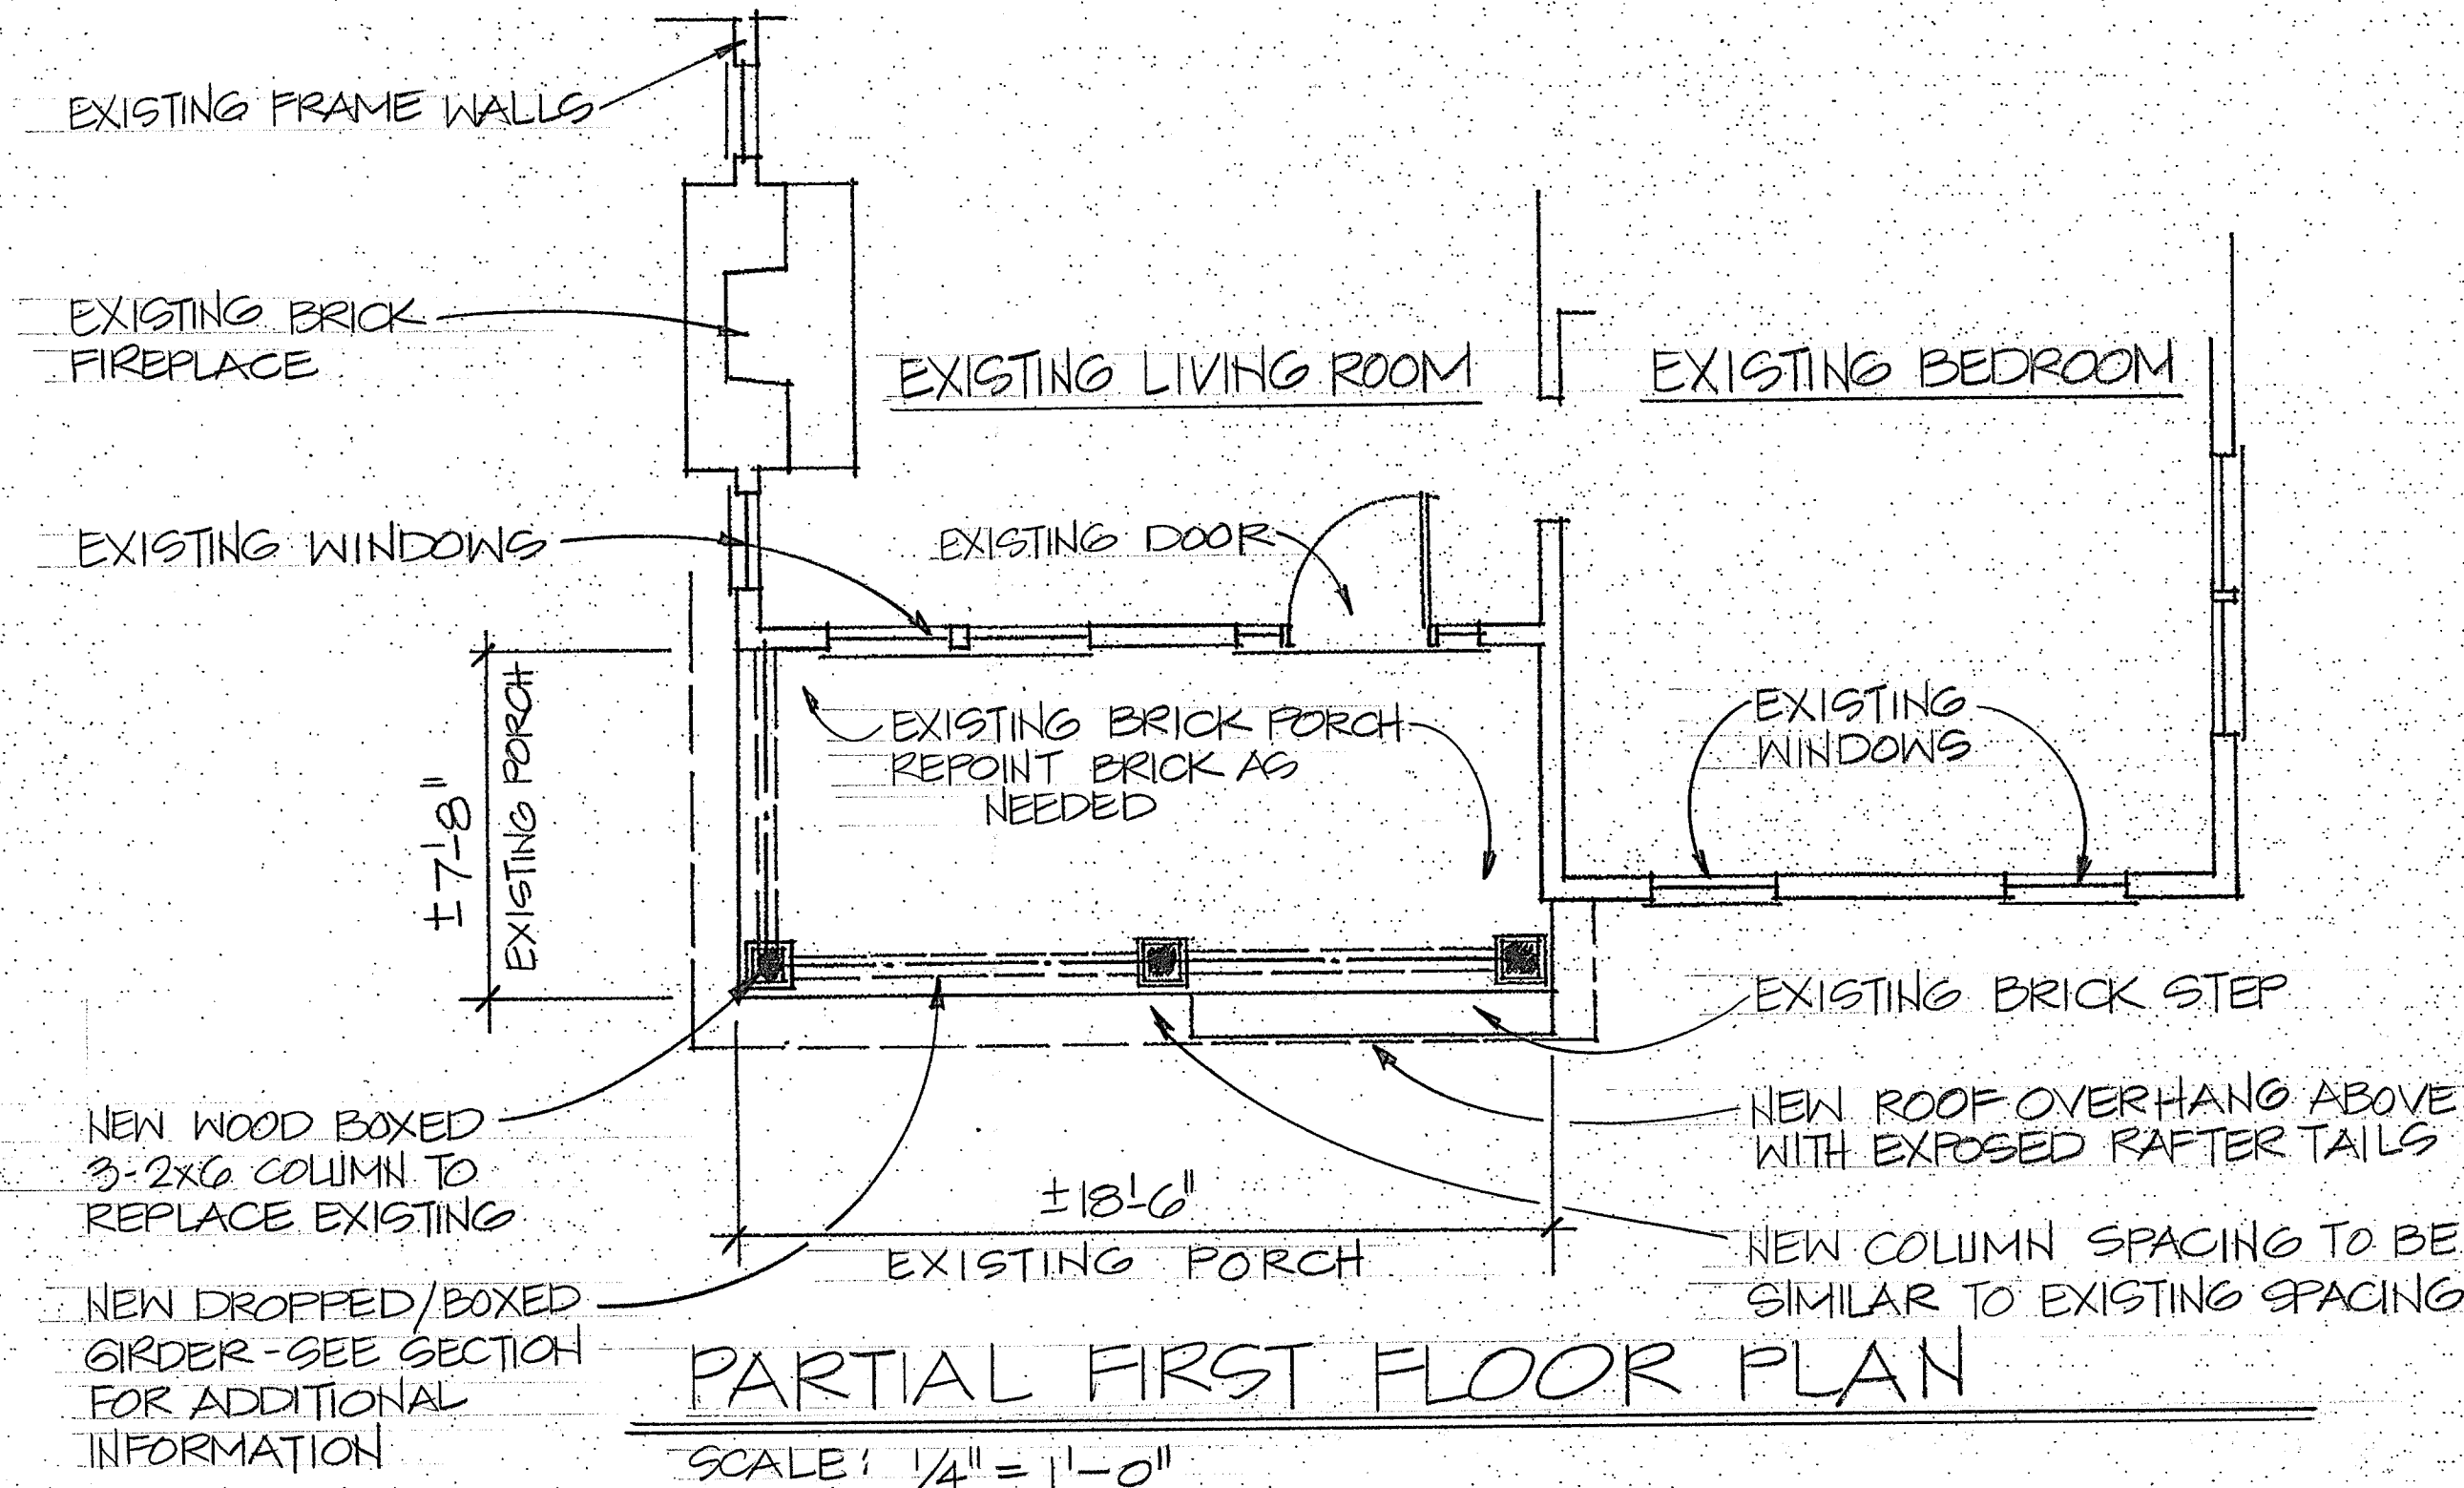 EXISTING FRAME WALLS
EXISTING BRICK
FIREPLACE
EXISTING LIVING ROOM
EXISTING BEDROOM
EXISTING WINDOWS
EXISTING DOOR
±7'-8"
EXISTING PORCH
EXISTING BRICK PORCH
REPOINT BRICK AS
NEEDED
EXISTING
WINDOWS
EXISTING BRICK STEP
NEW WOOD BOXED
3-2x6 COLUMN TO
REPLACE EXISTING
NEW ROOF OVERHANG ABOVE
WITH EXPOSED RAFTER TAILS
±18'-6"
EXISTING PORCH
NEW COLUMN SPACING TO BE
SIMILAR TO EXISTING SPACING
NEW DROPPED/BOXED
GIRDER-SEE SECTION
FOR ADDITIONAL
INFORMATION
PARTIAL FIRST FLOOR PLAN
SCALE: 1/4" = 1'-0"